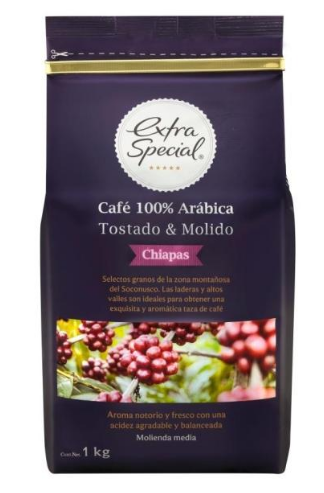 Extra
Special®
Café 100% Arábica
Tostado & Molido
Chiapas
Selectos granos de la zona montañosa
del Soconusco. Las laderas y altos
valles son ideales para obtener una
exquisita y aromática taza de café
Aroma notorio y fresco con una
acidez agradable y balanceada
Molienda media
Cont. Net. 1 kg